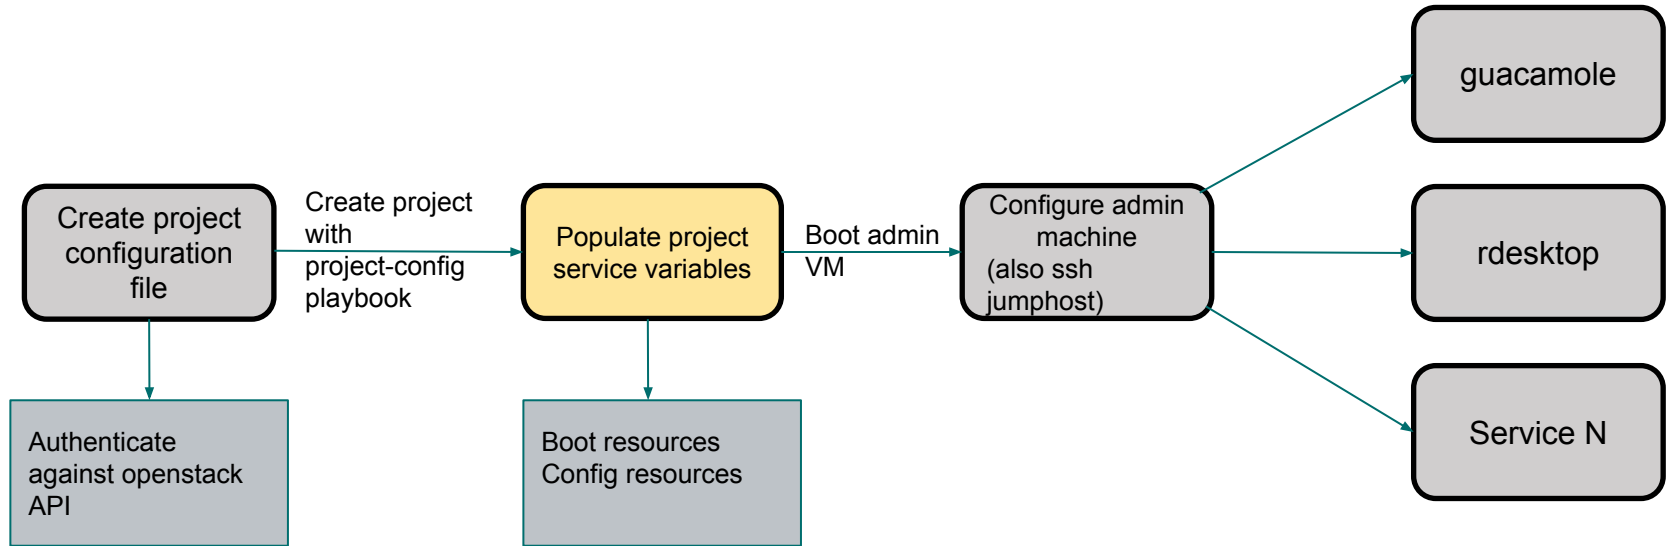 Create project
configuration
file
Create project
with
project-config
playbook
Populate project
service variables
Boot admin
VM
Configure admin
machine
(also ssh
jumphost)
guacamole
rdesktop
Service N
Authenticate
against openstack
API
Boot resources
Config resources